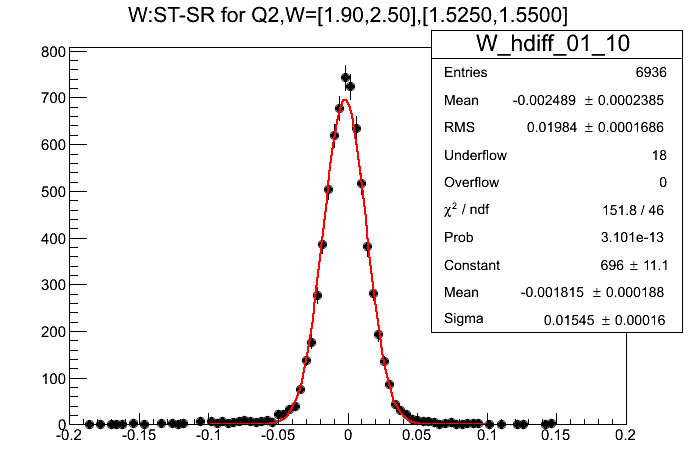 W:ST-SR for Q2,W=[1.90,2.50],[1.5250,1.5500]
W_hdiff_01_10
Entries 6936
Mean -0.002489 ± 0.0002385
RMS 0.01984 ± 0.0001686
Underflow 18
Overflow 0
χ² / ndf 151.8 / 46
Prob 3.101e-13
Constant 696 ± 11.1
Mean -0.001815 ± 0.000188
Sigma 0.01545 ± 0.00016
800
700
600
500
400
300
200
100
0
-0.2 -0.15 -0.1 -0.05 0 0.05 0.1 0.15 0.2